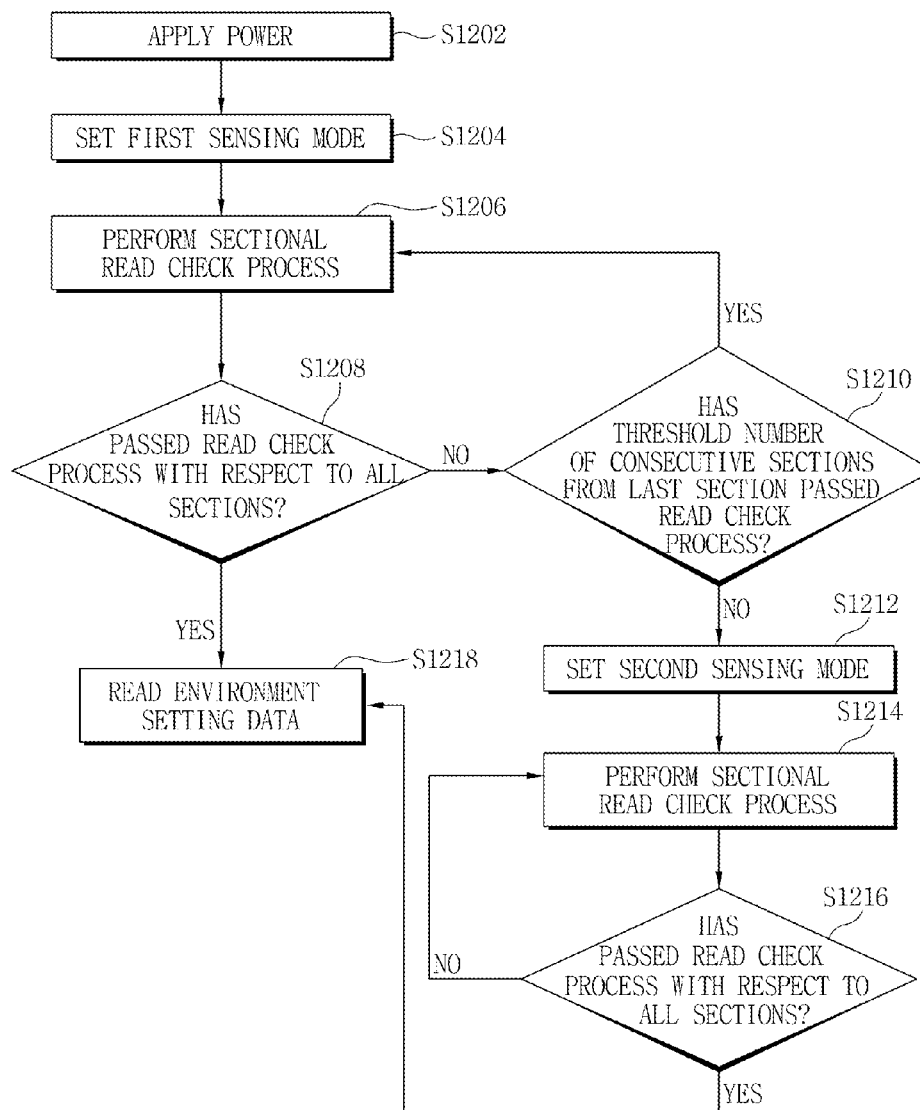 APPLY POWER
S1202
SET FIRST SENSING MODE
S1204
S1206
PERFORM SECTIONAL
READ CHECK PROCESS
YES
S1208
HAS
PASSED READ CHECK
PROCESS WITH RESPECT TO ALL
SECTIONS?
NO
S1210
HAS
THRESHOLD NUMBER
OF CONSECUTIVE SECTIONS
FROM LAST SECTION PASSED
READ CHECK
PROCESS?
YES
NO
S1218
READ ENVIRONMENT
SETTING DATA
S1212
SET SECOND SENSING MODE
S1214
PERFORM SECTIONAL
READ CHECK PROCESS
S1216
HAS
PASSED READ CHECK
PROCESS WITH RESPECT TO
ALL SECTIONS?
NO
YES